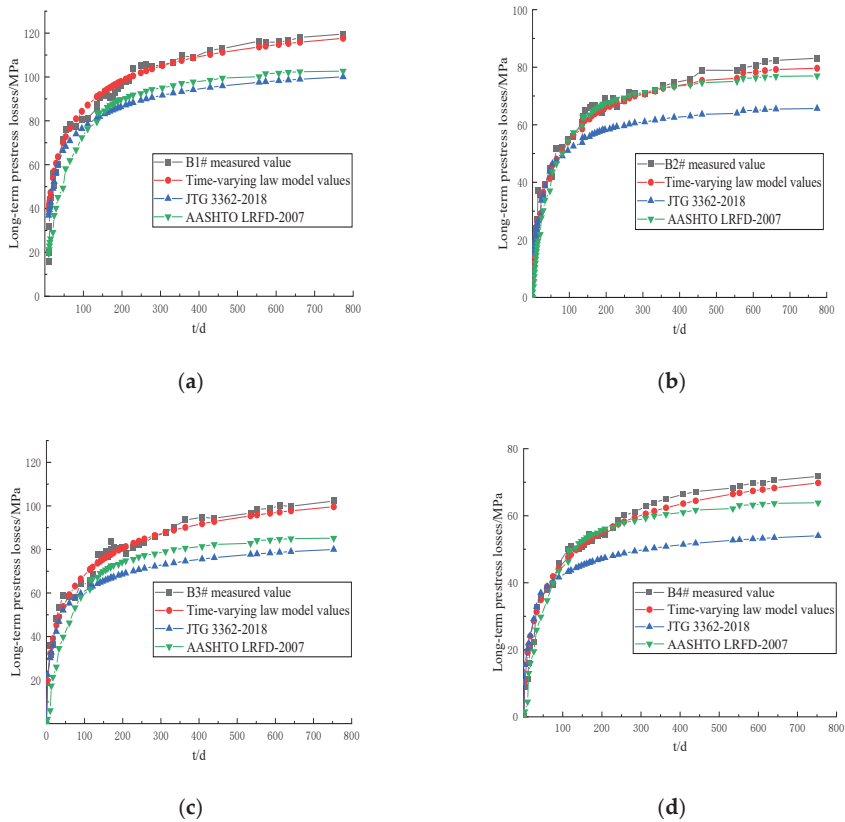 120
100
80
60
40
20
0
Long-term prestress losses/MPa
B1# measured value
Time-varying law model values
JTG 3362-2018
AASHTO LRFD-2007
100 200 300 400 500 600 700 800
t/d
(a)
100
80
60
40
20
0
Long-term prestress losses/MPa
B2# measured value
Time-varying law model values
JTG 3362-2018
AASHTO LRFD-2007
100 200 300 400 500 600 700 800
t/d
(b)
120
100
80
60
40
20
Long-term prestress losses/MPa
B3# measured value
Time-varying law model values
JTG 3362-2018
AASHTO LRFD-2007
0 100 200 300 400 500 600 700 800
t/d
(c)
80
60
40
20
0
Long-term prestress losses/MPa
B4# measured value
Time-varying law model values
JTG 3362-2018
AASHTO LRFD-2007
100 200 300 400 500 600 700 800
t/d
(d)